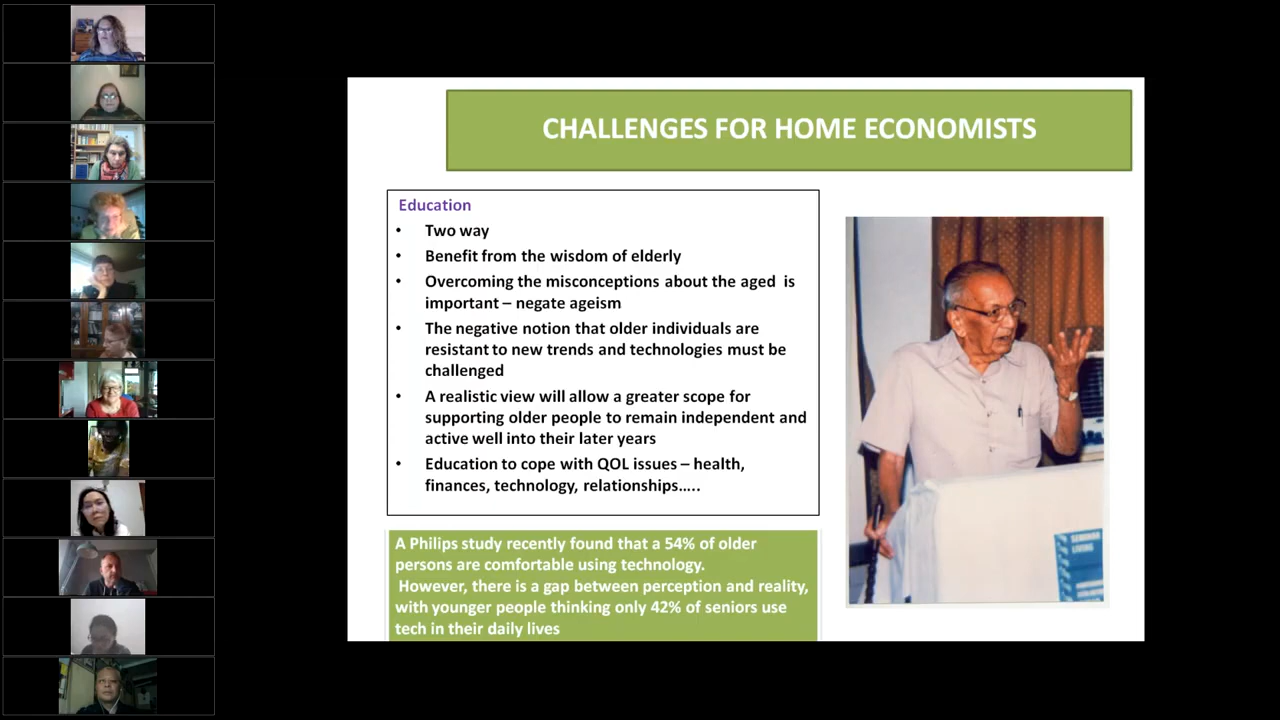 CHALLENGES FOR HOME ECONOMISTS
Education
• Two way
• Benefit from the wisdom of elderly
• Overcoming the misconceptions about the aged is
important – negate ageism
• The negative notion that older individuals are
resistant to new trends and technologies must be
challenged
• A realistic view will allow a greater scope for
supporting older people to remain independent and
active well into their later years
• Education to cope with QOL issues – health,
finances, technology, relationships…..
A Philips study recently found that a 54% of older
persons are comfortable using technology.
However, there is a gap between perception and reality,
with younger people thinking only 42% of seniors use
tech in their daily lives
SEMINAR
LIVING